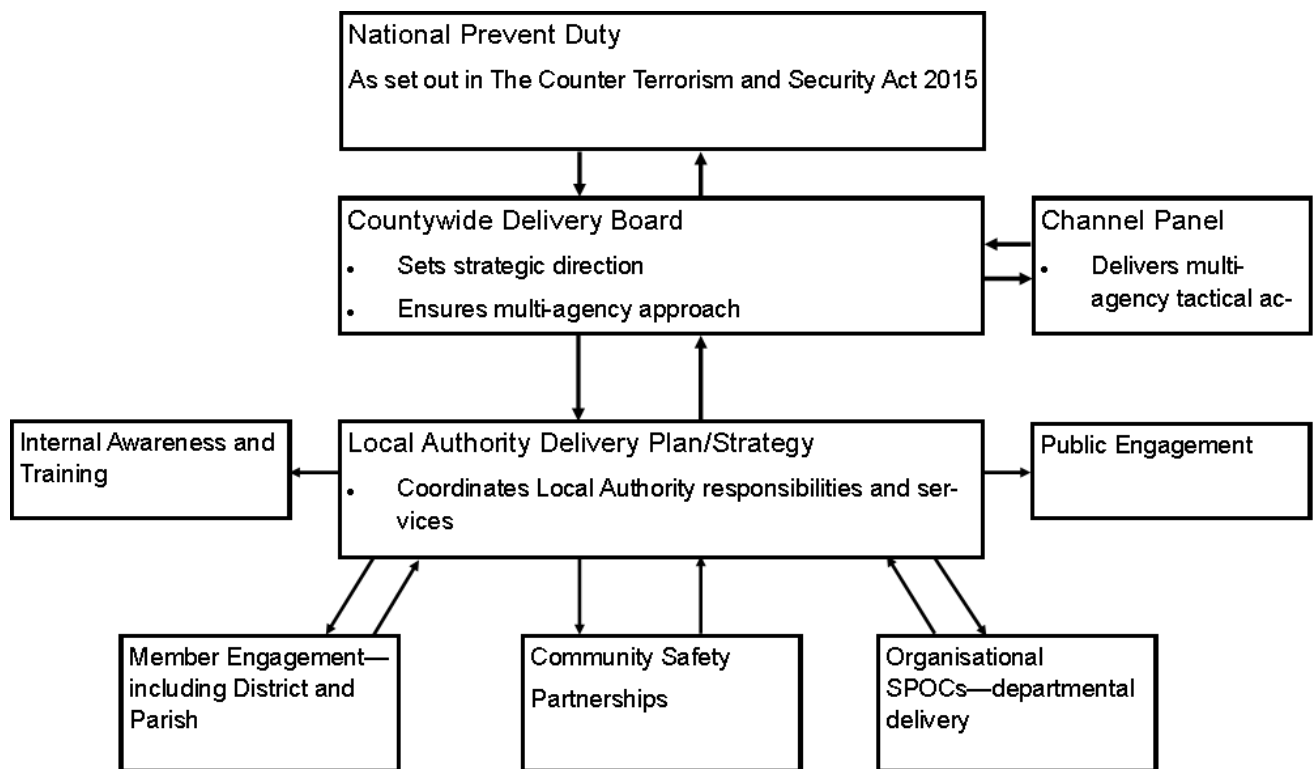 National Prevent Duty
As set out in The Counter Terrorism and Security Act 2015
Countywide Delivery Board
• Sets strategic direction
• Ensures multi-agency approach
Channel Panel
• Delivers multi-
agency tactical ac-
Internal Awareness and
Training
Local Authority Delivery Plan/Strategy
• Coordinates Local Authority responsibilities and ser-
vices
Public Engagement
Member Engagement—
including District and
Parish
Community Safety
Partnerships
Organisational
SPOCs—departmental
delivery